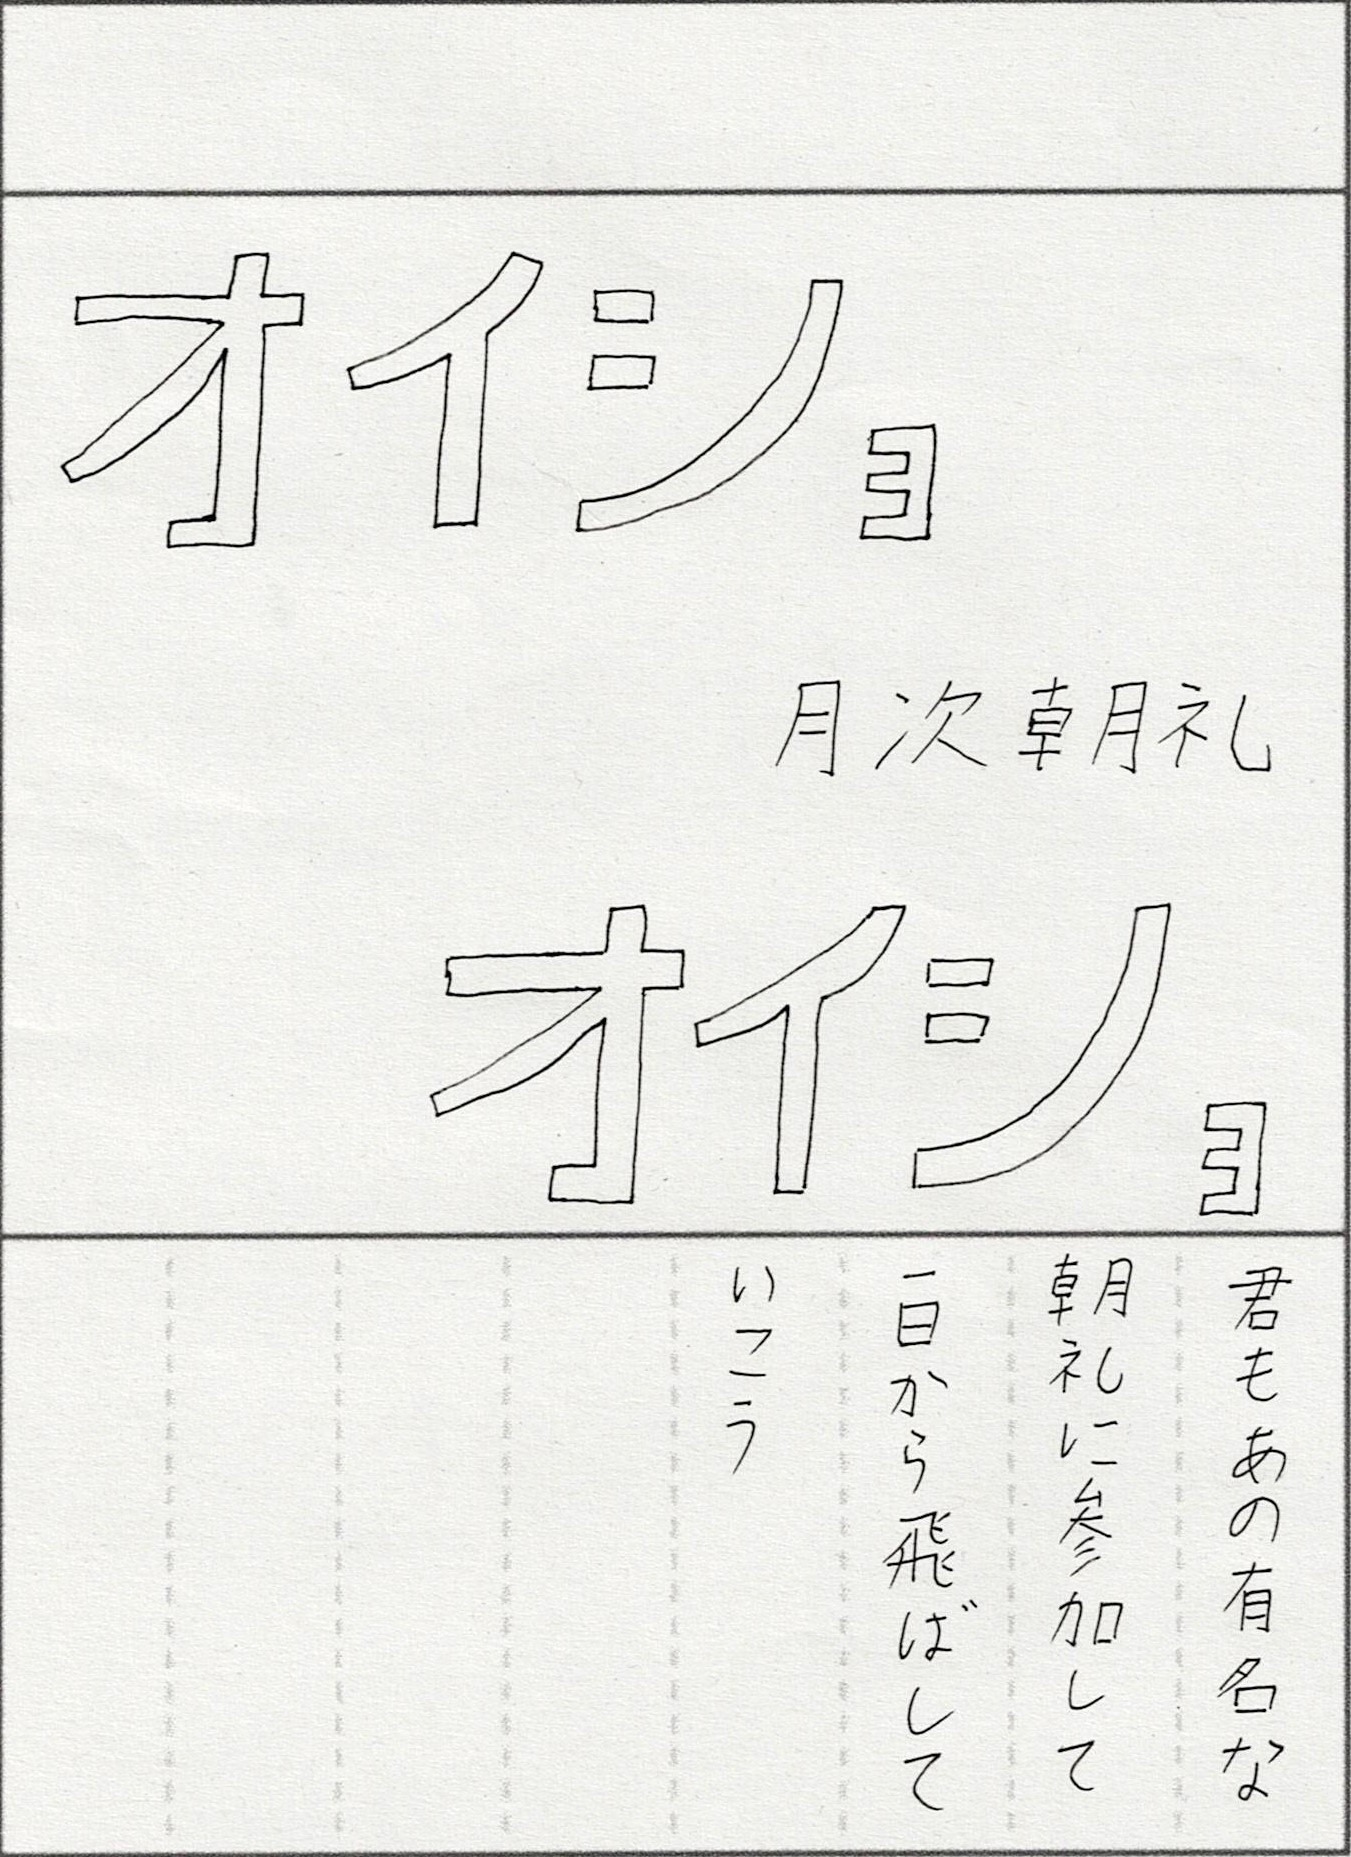 オイショ
月次朝礼
オイショ
君もあの有名な
朝礼に参加して
一日から飛ばして
いこう